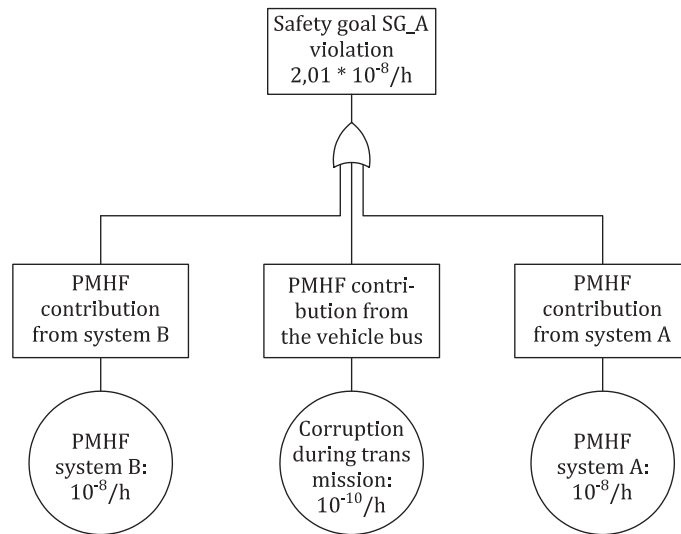 Safety goal SG_A
violation
2,01 * 10⁻⁸/h
PMHF
contribution
from system B
PMHF contri-
bution from
the vehicle bus
PMHF
contribution
from system A
PMHF
system B:
10⁻⁸/h
Corruption
during trans
mission:
10⁻¹⁰/h
PMHF
system A:
10⁻⁸/h